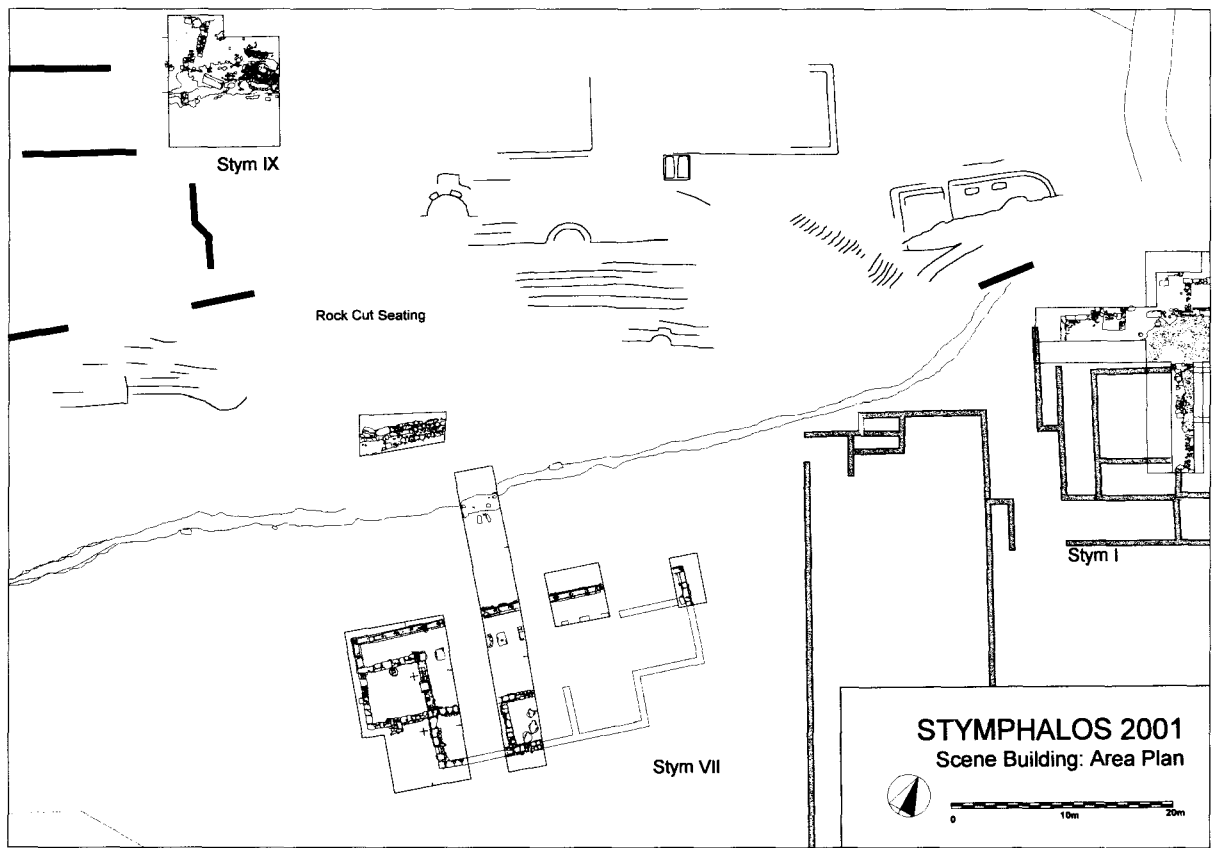 Stym IX
Rock Cut Seating
Stym I
Stym VII
STYMPHALOS 2001
Scene Building: Area Plan
0 10m 20m